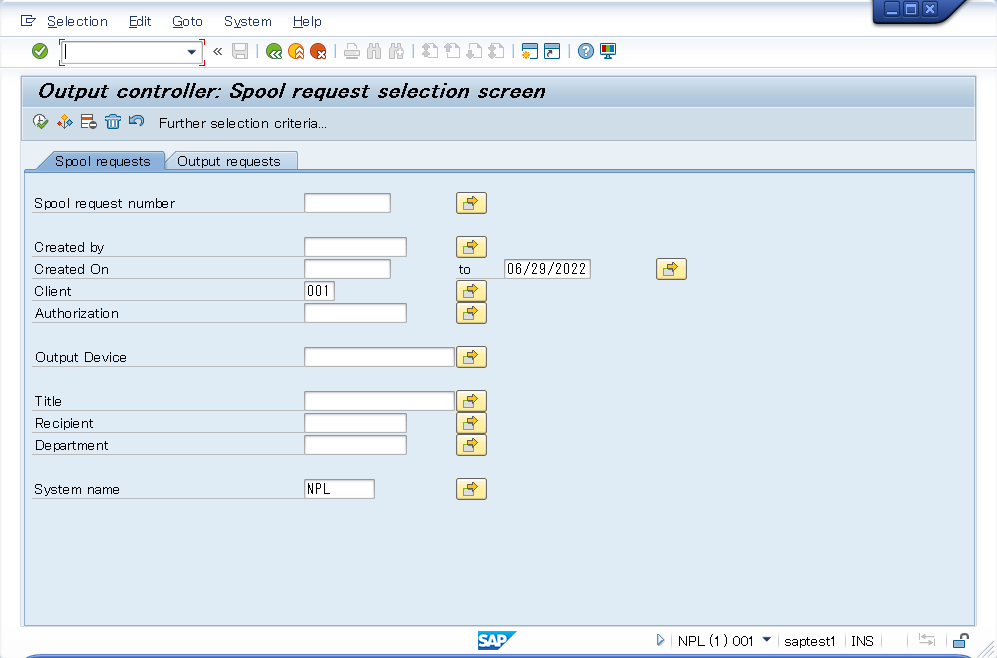 Selection Edit Goto System Help
«
Output controller: Spool request selection screen
Further selection criteria...
Spool requests Output requests
Spool request number
Created by
Created On to 06/29/2022
Client 001
Authorization
Output Device
Title
Recipient
Department
System name NPL
SAP NPL (1) 001 saptest1 INS